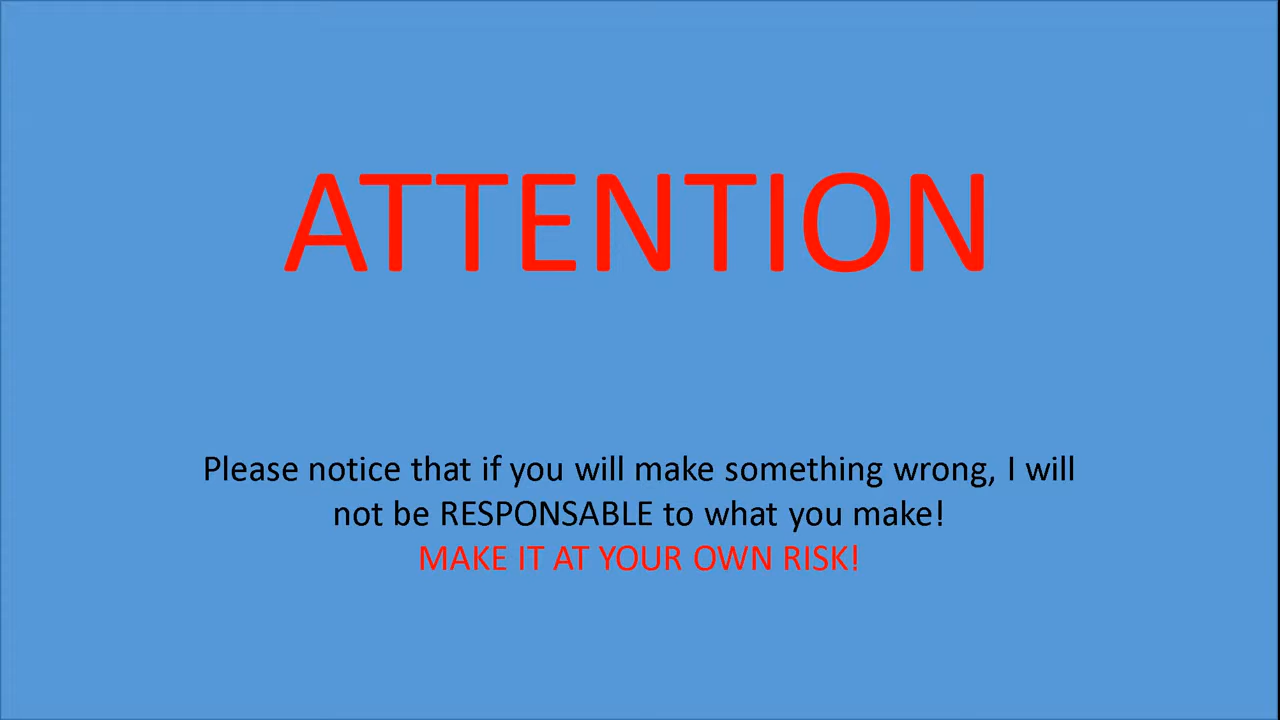 ATTENTION
Please notice that if you will make something wrong, I will
not be RESPONSABLE to what you make!
MAKE IT AT YOUR OWN RISK!